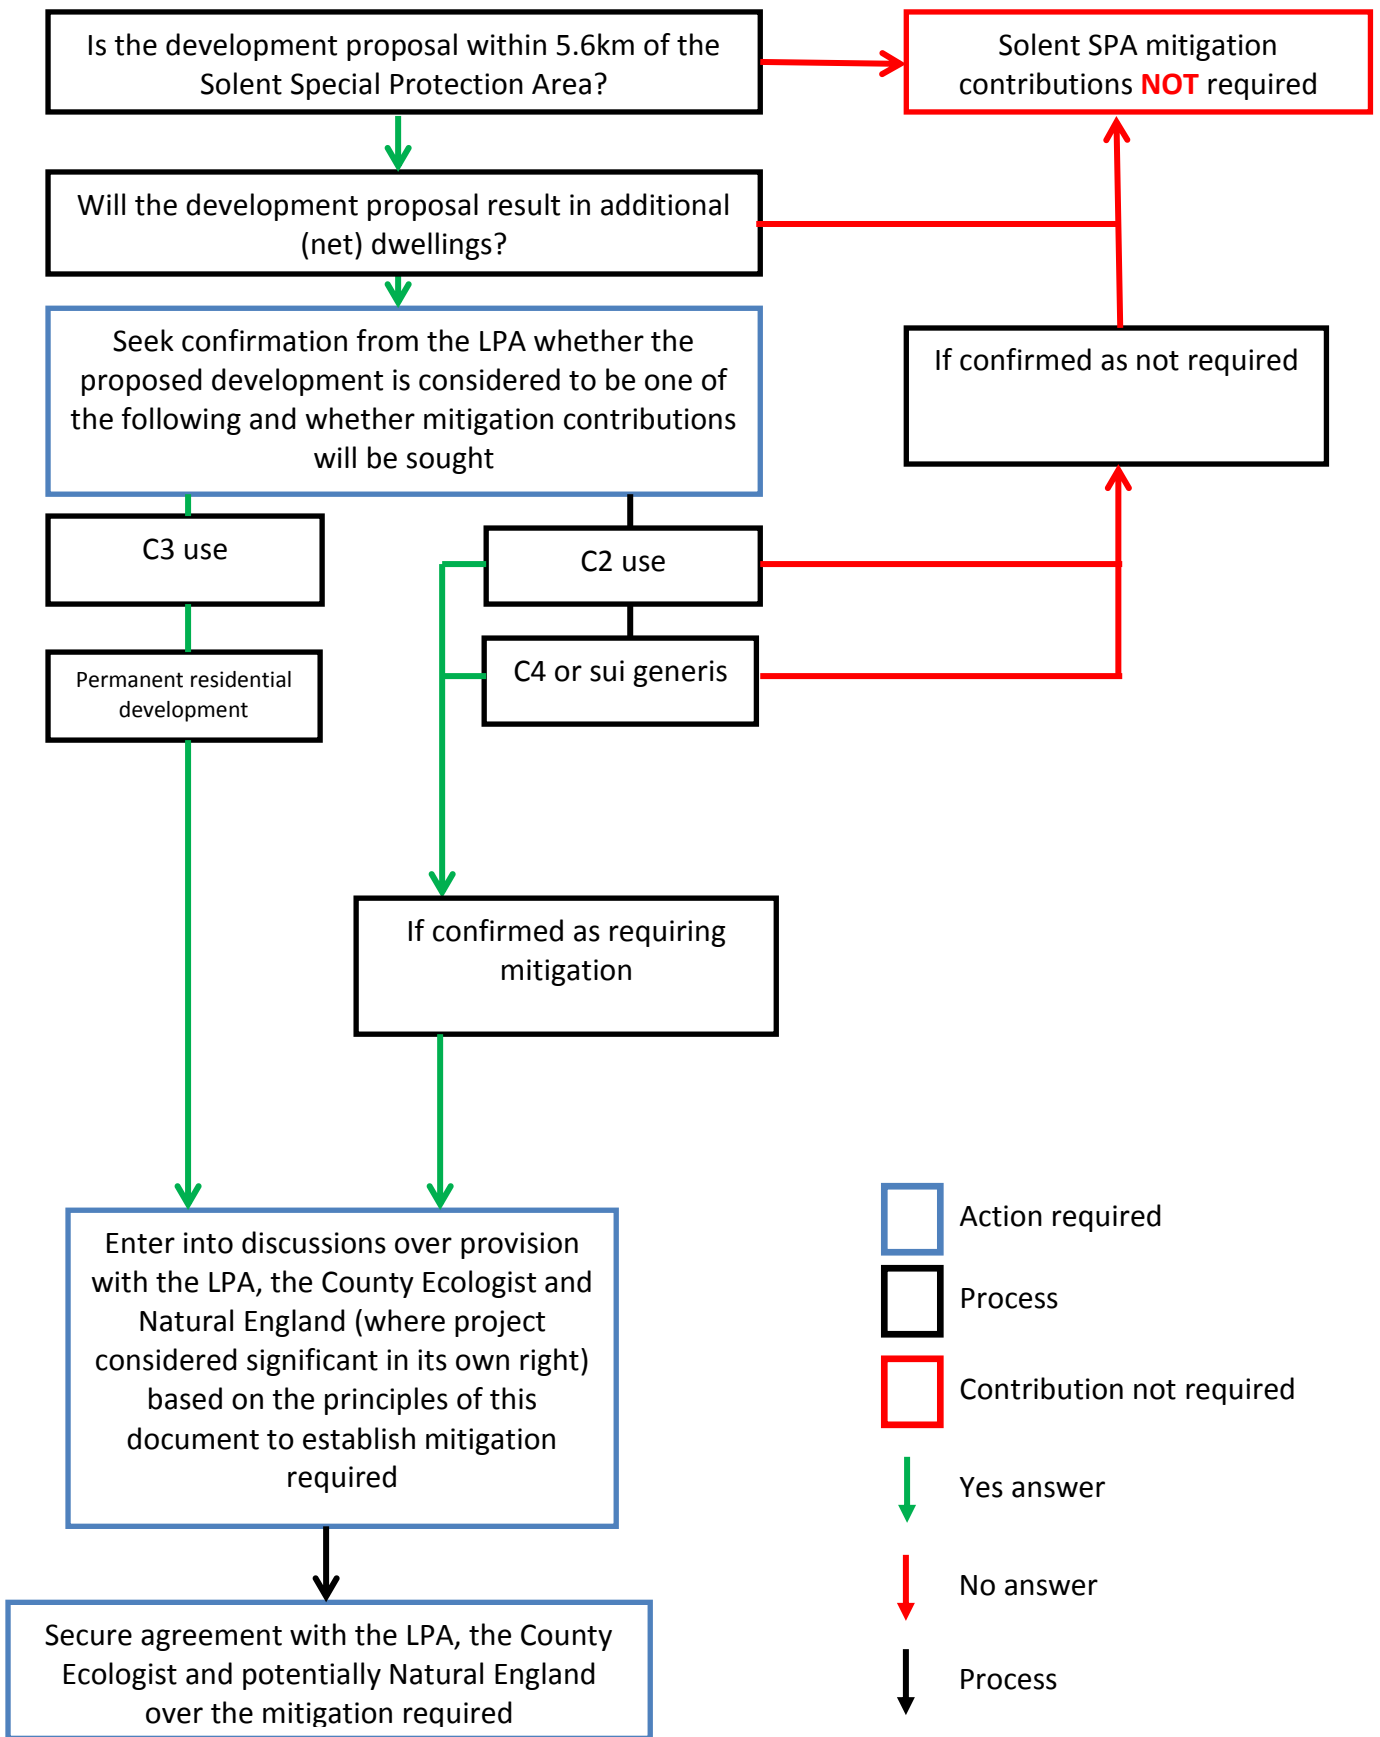 Is the development proposal within 5.6km of the
Solent Special Protection Area?
Solent SPA mitigation
contributions NOT required
Will the development proposal result in additional
(net) dwellings?
Seek confirmation from the LPA whether the
proposed development is considered to be one of
the following and whether mitigation contributions
will be sought
If confirmed as not required
C3 use
C2 use
Permanent residential
development
C4 or sui generis
If confirmed as requiring
mitigation
Enter into discussions over provision
with the LPA, the County Ecologist and
Natural England (where project
considered significant in its own right)
based on the principles of this
document to establish mitigation
required
Secure agreement with the LPA, the County
Ecologist and potentially Natural England
over the mitigation required
Action required
Process
Contribution not required
Yes answer
No answer
Process